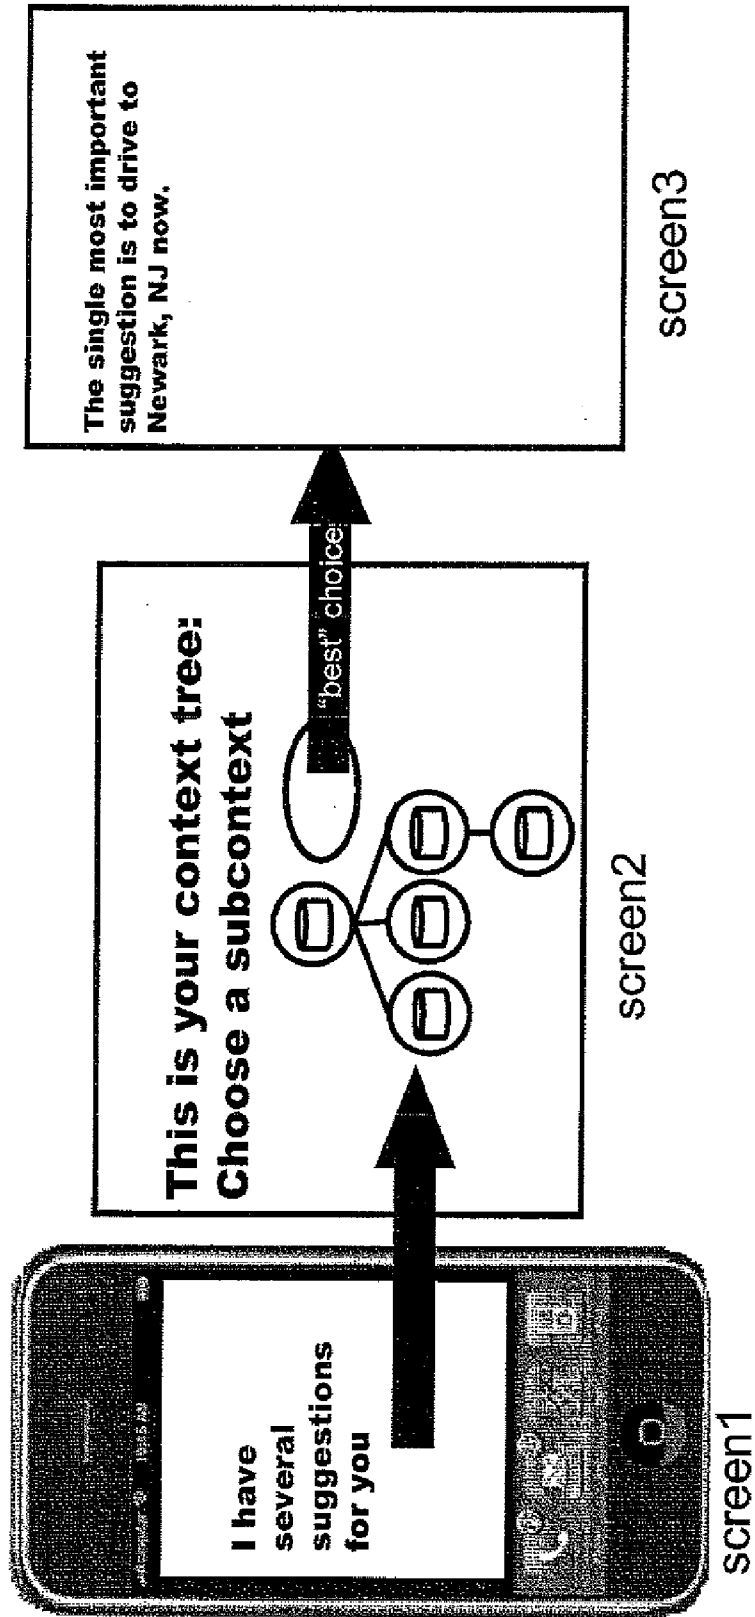 I have
several
suggestions
for you
screen1
This is your context tree:
Choose a subcontext
"best" choice
screen2
The single most important
suggestion is to drive to
Newark, NJ now.
screen3